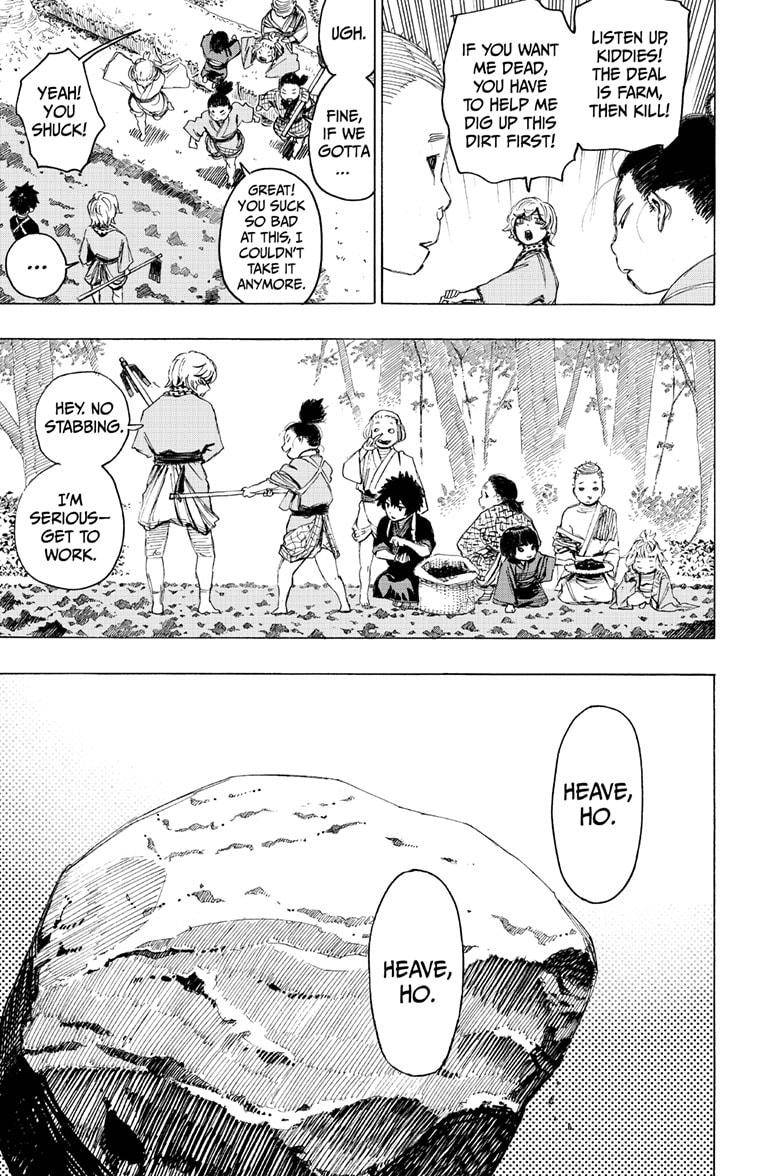 LISTEN UP,
KIDDIES!
THE DEAL
IS FARM,
THEN KILL!
IF YOU WANT
ME DEAD,
YOU HAVE
TO HELP ME
DIG UP THIS
DIRT FIRST!
UGH.
FINE,
IF WE
GOTTA
...
YEAH!
YOU
SHUCK!
GREAT!
YOU SUCK
SO BAD
AT THIS, I
COULDN'T
TAKE IT
ANYMORE.
...
HEY. NO
STABBING.
I'M
SERIOUS—
GET TO
WORK.
HEAVE,
HO.
HEAVE,
HO.